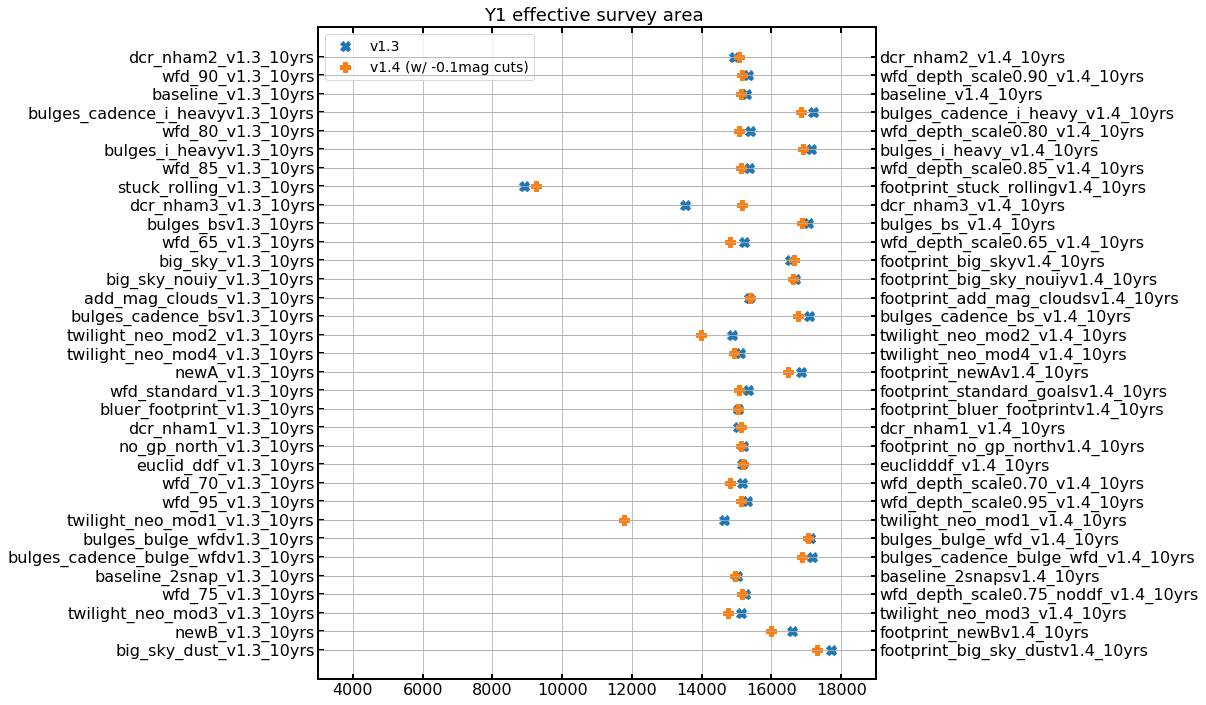 Y1 effective survey area
v1.3
v1.4 (w/ -0.1mag cuts)
dcr_nham2_v1.3_10yrs dcr_nham2_v1.4_10yrs
wfd_90_v1.3_10yrs wfd_depth_scale0.90_v1.4_10yrs
baseline_v1.3_10yrs baseline_v1.4_10yrs
bulges_cadence_i_heavyv1.3_10yrs bulges_cadence_i_heavy_v1.4_10yrs
wfd_80_v1.3_10yrs wfd_depth_scale0.80_v1.4_10yrs
bulges_i_heavyv1.3_10yrs bulges_i_heavy_v1.4_10yrs
wfd_85_v1.3_10yrs wfd_depth_scale0.85_v1.4_10yrs
stuck_rolling_v1.3_10yrs footprint_stuck_rollingv1.4_10yrs
dcr_nham3_v1.3_10yrs dcr_nham3_v1.4_10yrs
bulges_bsv1.3_10yrs bulges_bs_v1.4_10yrs
wfd_65_v1.3_10yrs wfd_depth_scale0.65_v1.4_10yrs
big_sky_v1.3_10yrs footprint_big_skyv1.4_10yrs
big_sky_nouiy_v1.3_10yrs footprint_big_sky_nouiyv1.4_10yrs
add_mag_clouds_v1.3_10yrs footprint_add_mag_cloudsv1.4_10yrs
bulges_cadence_bsv1.3_10yrs bulges_cadence_bs_v1.4_10yrs
twilight_neo_mod2_v1.3_10yrs twilight_neo_mod2_v1.4_10yrs
twilight_neo_mod4_v1.3_10yrs twilight_neo_mod4_v1.4_10yrs
newA_v1.3_10yrs footprint_newAv1.4_10yrs
wfd_standard_v1.3_10yrs footprint_standard_goalsv1.4_10yrs
bluer_footprint_v1.3_10yrs footprint_bluer_footprintv1.4_10yrs
dcr_nham1_v1.3_10yrs dcr_nham1_v1.4_10yrs
no_gp_north_v1.3_10yrs footprint_no_gp_northv1.4_10yrs
euclid_ddf_v1.3_10yrs euclidddf_v1.4_10yrs
wfd_70_v1.3_10yrs wfd_depth_scale0.70_v1.4_10yrs
wfd_95_v1.3_10yrs wfd_depth_scale0.95_v1.4_10yrs
twilight_neo_mod1_v1.3_10yrs twilight_neo_mod1_v1.4_10yrs
bulges_bulge_wfdv1.3_10yrs bulges_bulge_wfd_v1.4_10yrs
bulges_cadence_bulge_wfdv1.3_10yrs bulges_cadence_bulge_wfd_v1.4_10yrs
baseline_2snap_v1.3_10yrs baseline_2snapsv1.4_10yrs
wfd_75_v1.3_10yrs wfd_depth_scale0.75_noddf_v1.4_10yrs
twilight_neo_mod3_v1.3_10yrs twilight_neo_mod3_v1.4_10yrs
newB_v1.3_10yrs footprint_newBv1.4_10yrs
big_sky_dust_v1.3_10yrs footprint_big_sky_dustv1.4_10yrs
4000 6000 8000 10000 12000 14000 16000 18000